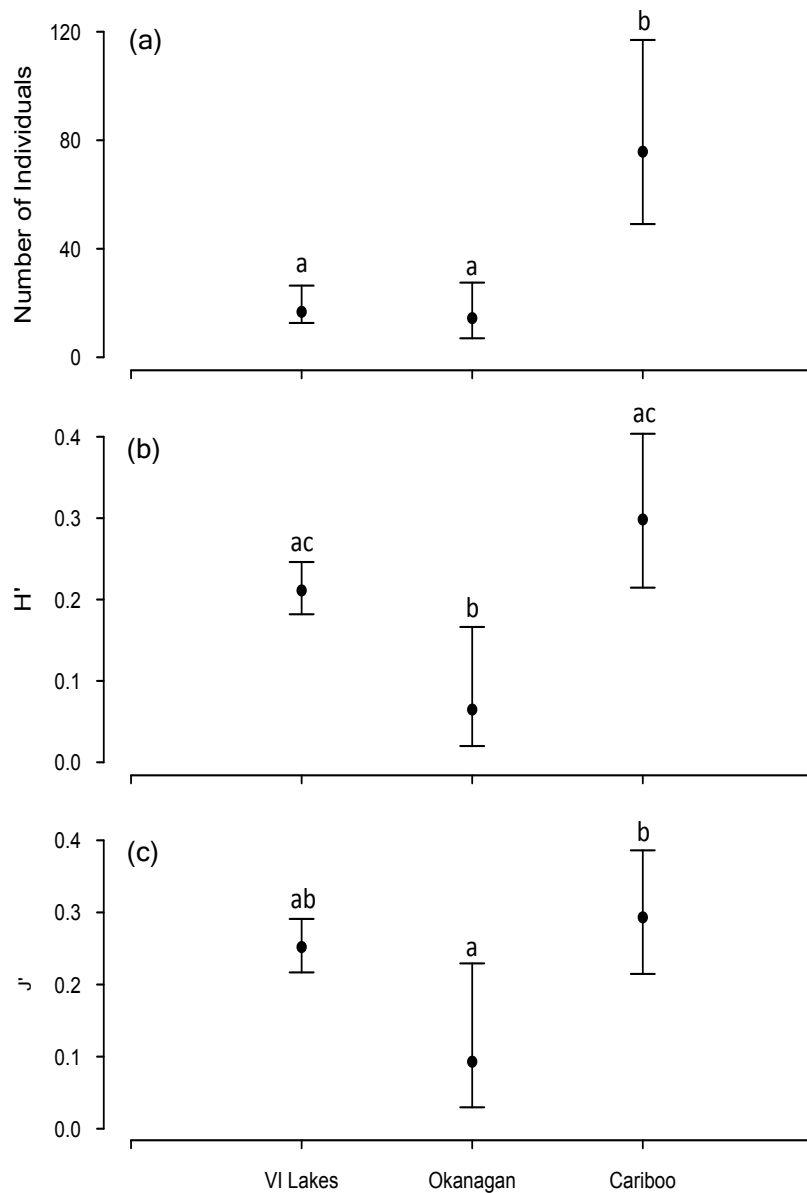 (a)
Number of Individuals
120
80
40
0
a
a
b
(b)
H'
0.4
0.3
0.2
0.1
0.0
ac
b
ac
(c)
J'
0.4
0.3
0.2
0.1
0.0
ab
a
b
VI Lakes
Okanagan
Cariboo